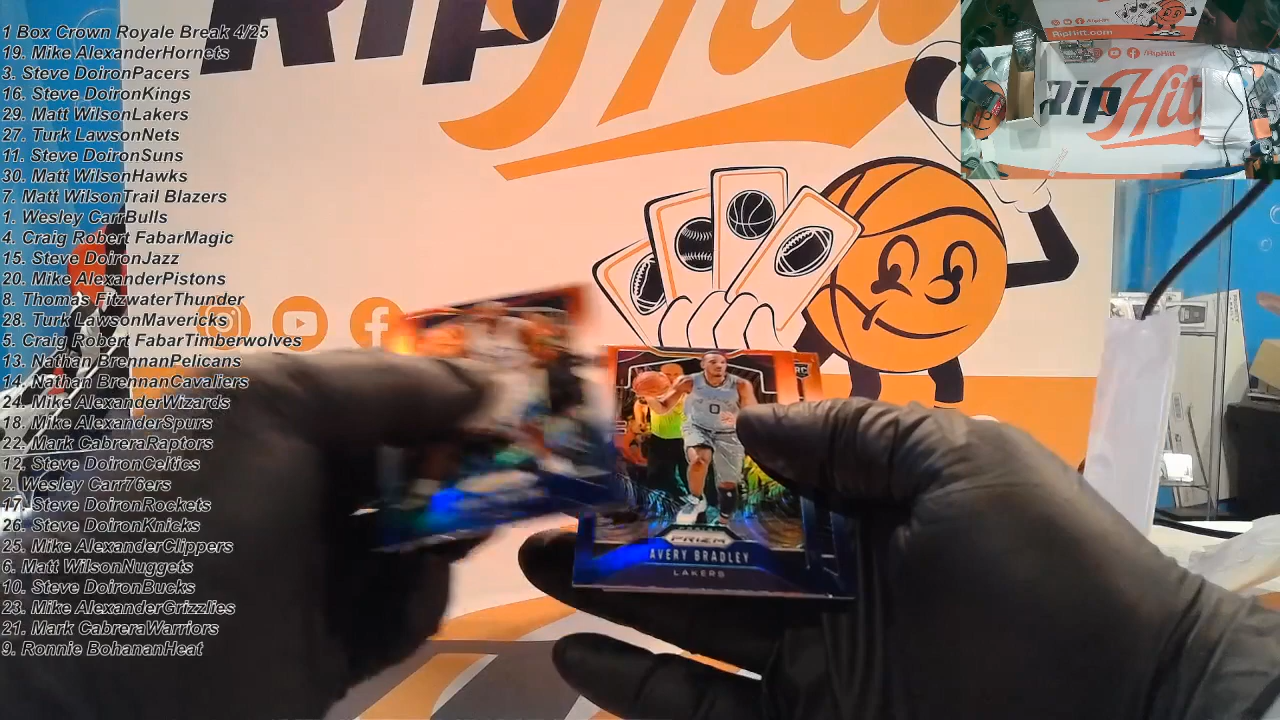 1 Box Crown Royale Break 4/25
19. Mike AlexanderHornets
3. Steve DoironPacers
16. Steve DoironKings
29. Matt WilsonLakers
27. Turk LawsonNets
11. Steve DoironSuns
30. Matt WilsonHawks
7. Matt WilsonTrail Blazers
1. Wesley CarrBulls
4. Craig Robert FabarMagic
15. Steve DoironJazz
20. Mike AlexanderPistons
8. Thomas FitzwaterThunder
28. Turk LawsonMavericks
5. Craig Robert FabarTimberwolves
13. Nathan BrennanPelicans
14. Nathan BrennanCavaliers
24. Mike AlexanderWizards
18. Mike AlexanderSpurs
22. Mark CabreraRaptors
12. Steve DoironCeltics
2. Wesley Carr76ers
17. Steve DoironRockets
26. Steve DoironKnicks
25. Mike AlexanderClippers
6. Matt WilsonNuggets
10. Steve DoironBucks
23. Mike AlexanderGrizzlies
21. Mark CabreraWarriors
9. Ronnie BohananHeat
RipHitt
RipHitt.com
/RipHitt
RipHit
RC
0
PRIZM
AVERY BRADLEY
LAKERS